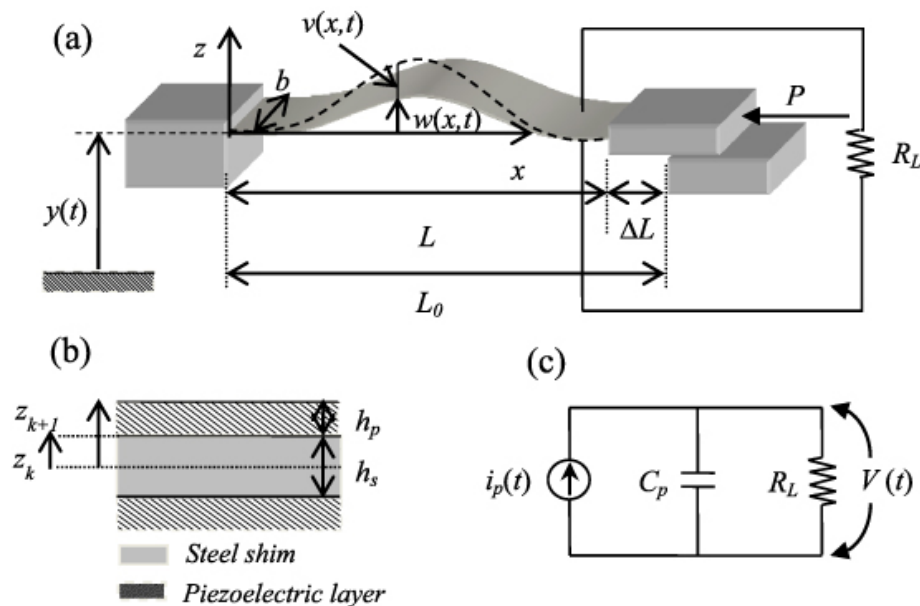 (a)
z
v(x,t)
b
w(x,t)
P
R_L
x
y(t)
L
ΔL
L_0
(b)
z_{k+1}
z_k
h_p
h_s
Steel shim
Piezoelectric layer
(c)
i_p(t)
C_p
R_L
V(t)